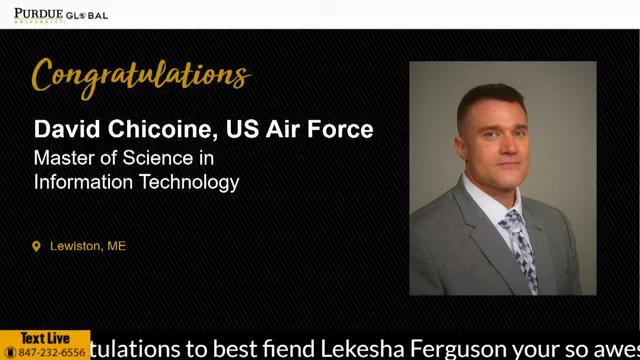 PURDUE GLOBAL
UNIVERSITY
Congratulations
David Chicoine, US Air Force
Master of Science in
Information Technology
Lewiston, ME
Text Live
847-232-6556
tulations to best fiend Lekesha Ferguson your so awes